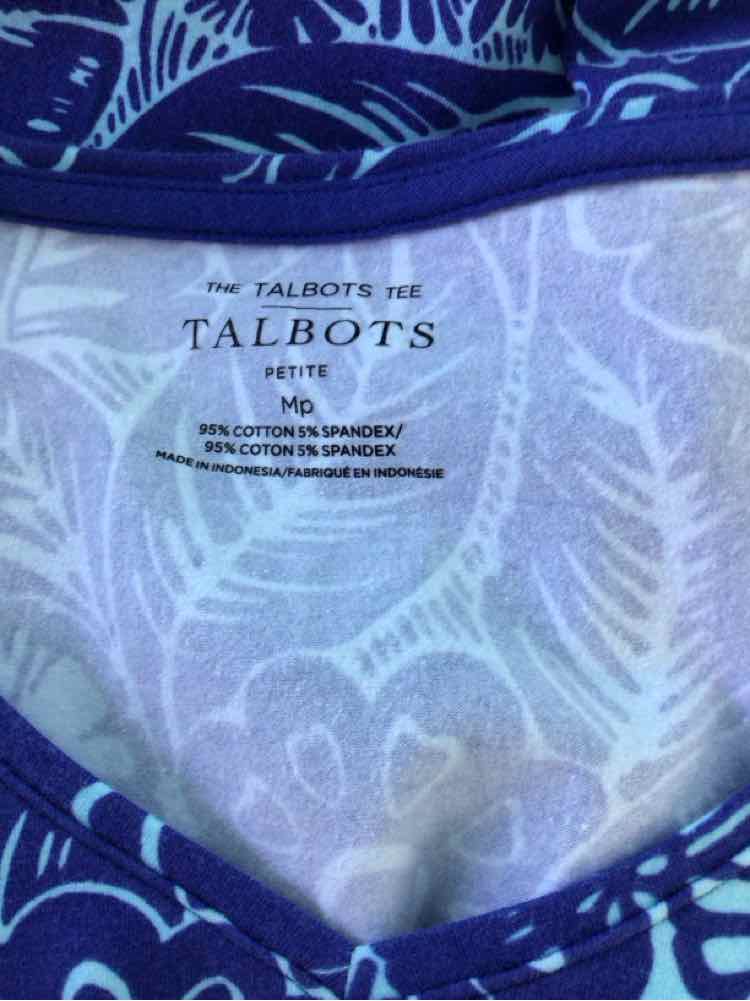 THE TALBOTS TEE
TALBOTS
PETITE
Mp
95% COTTON 5% SPANDEX/
95% COTON 5% SPANDEX
MADE IN INDONESIA/FABRIQUÉ EN INDONÉSIE